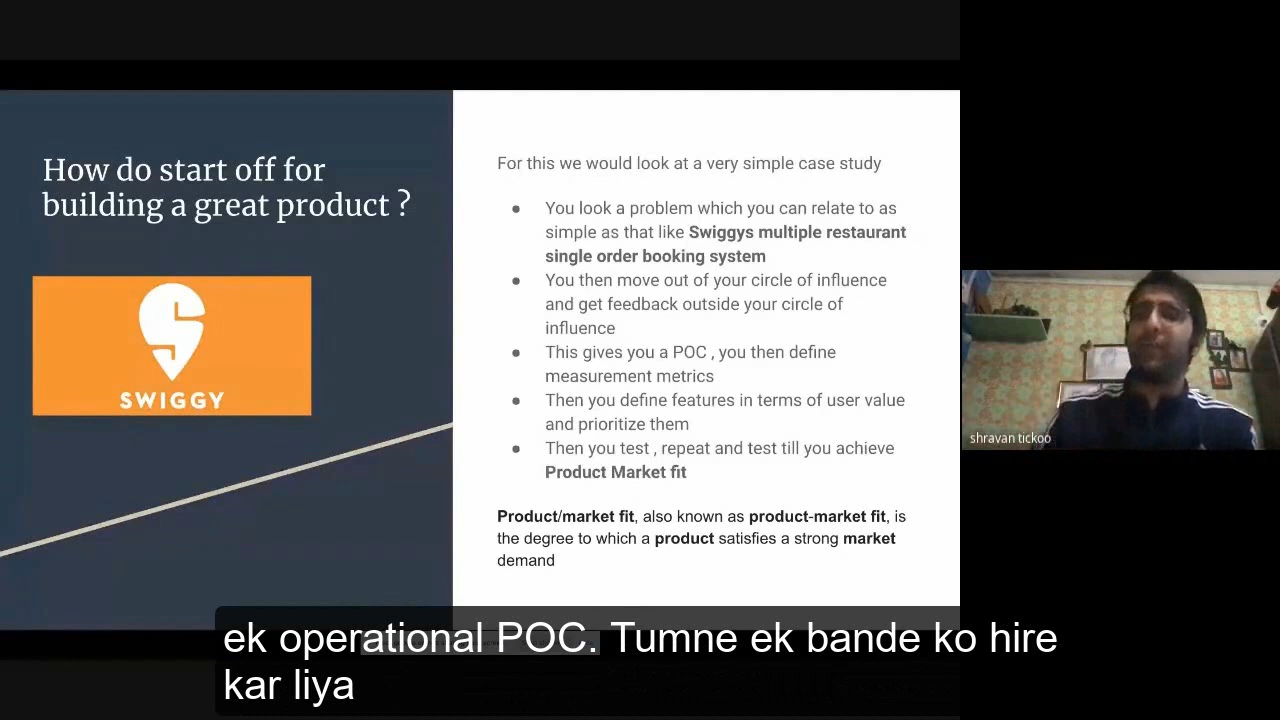 How do start off for
building a great product ?
SWIGGY
For this we would look at a very simple case study
● You look a problem which you can relate to as
simple as that like Swiggys multiple restaurant
single order booking system
● You then move out of your circle of influence
and get feedback outside your circle of
influence
● This gives you a POC , you then define
measurement metrics
● Then you define features in terms of user value
and prioritize them
● Then you test , repeat and test till you achieve
Product Market fit
Product/market fit, also known as product-market fit, is
the degree to which a product satisfies a strong market
demand
shravan tickoo
ek operational POC. Tumne ek bande ko hire
kar liya